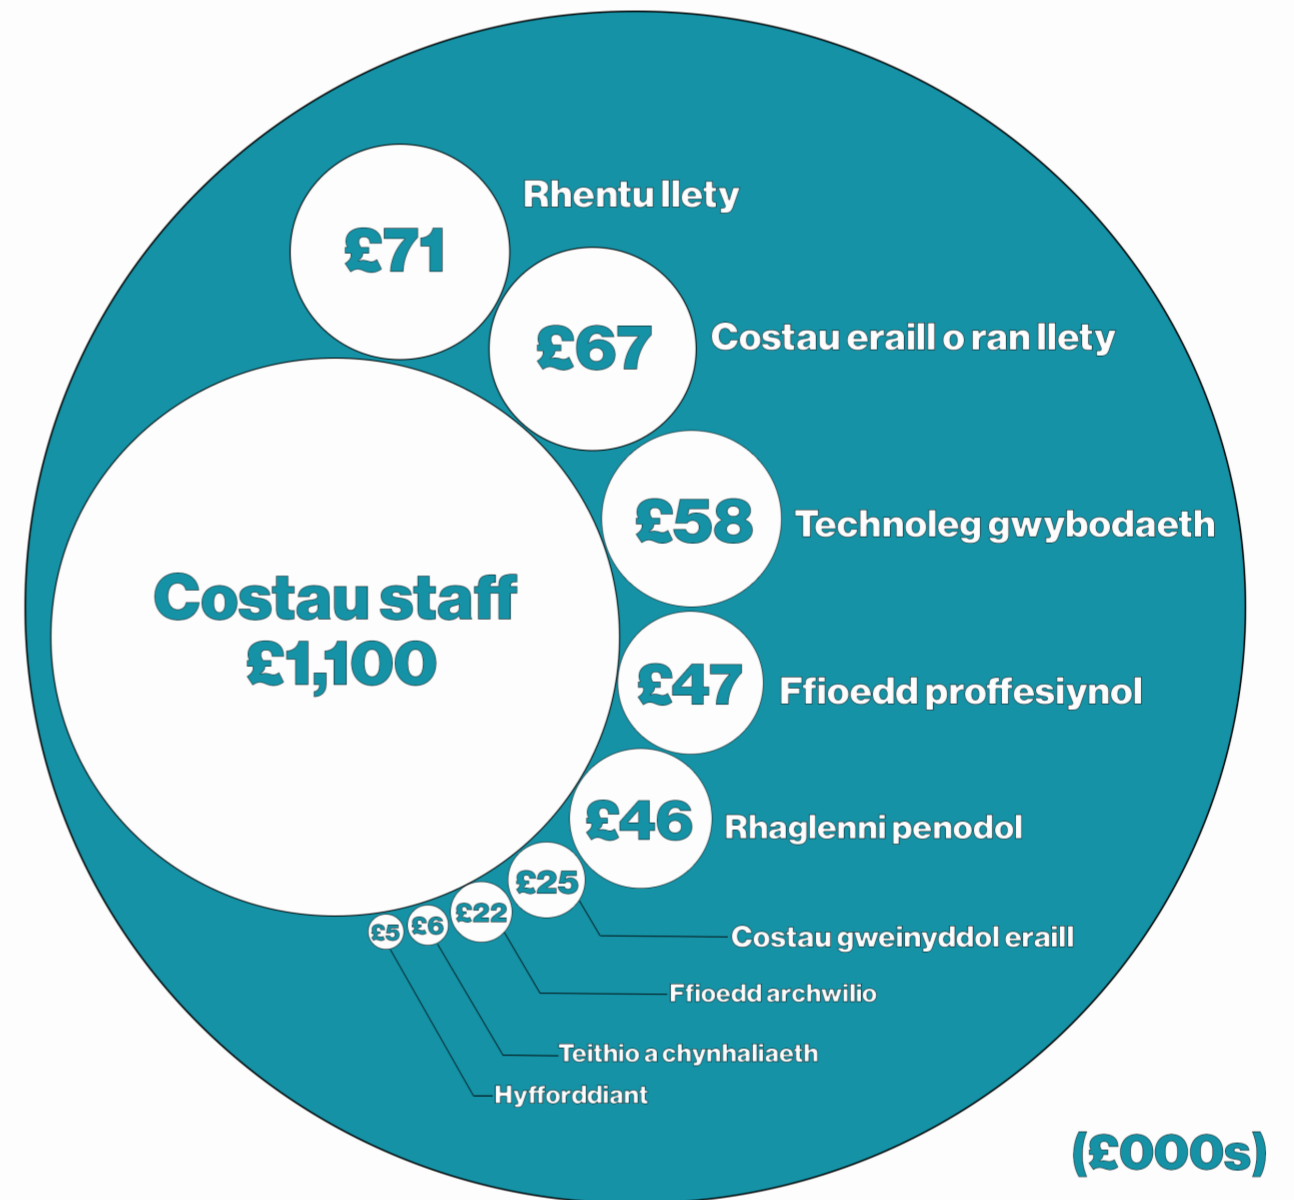 £71
Rhentu llety
£67
Costau eraill o ran llety
£58
Technoleg gwybodaeth
Costau staff
£1,100
£47
Ffioedd proffesiynol
£46
Rhaglenni penodol
£25
Costau gweinyddol eraill
£22
Ffioedd archwilio
£6
Teithio a chynhaliaeth
£5
Hyfforddiant
(£000s)